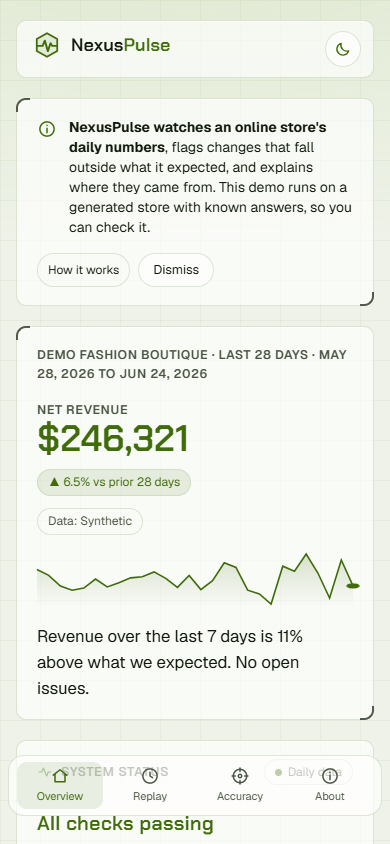 NexusPulse
NexusPulse watches an online store's
daily numbers, flags changes that fall
outside what it expected, and explains
where they came from. This demo runs on a
generated store with known answers, so you
can check it.
How it works
Dismiss
DEMO FASHION BOUTIQUE · LAST 28 DAYS · MAY
28, 2026 TO JUN 24, 2026
NET REVENUE
$246,321
▲ 6.5% vs prior 28 days
Data: Synthetic
Revenue over the last 7 days is 11%
above what we expected. No open
issues.
SYSTEM STATUS
Daily data
Overview
Replay
Accuracy
About
All checks passing